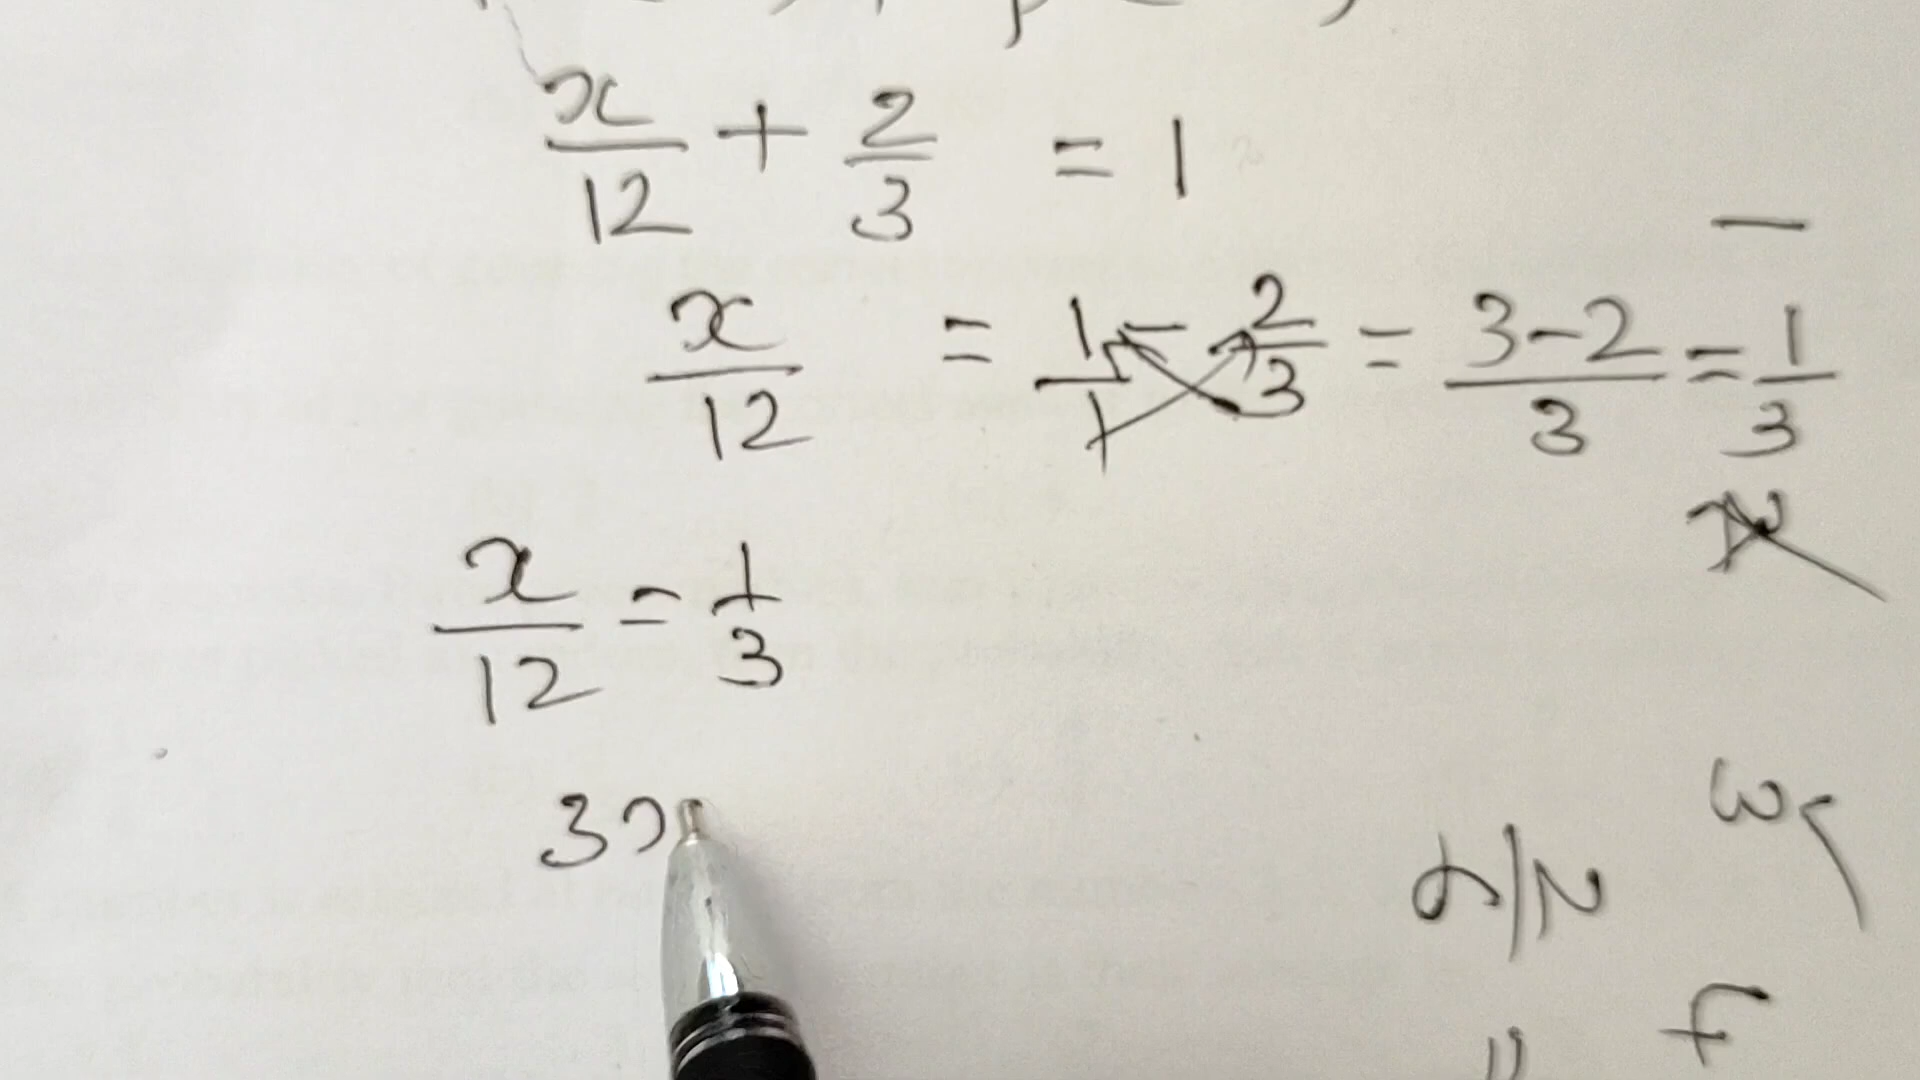 x/12 + 2/3 = 1
x/12 = 1/1 - 2/3 = 3-2/3 = 1/3
x/12 = 1/3
3x